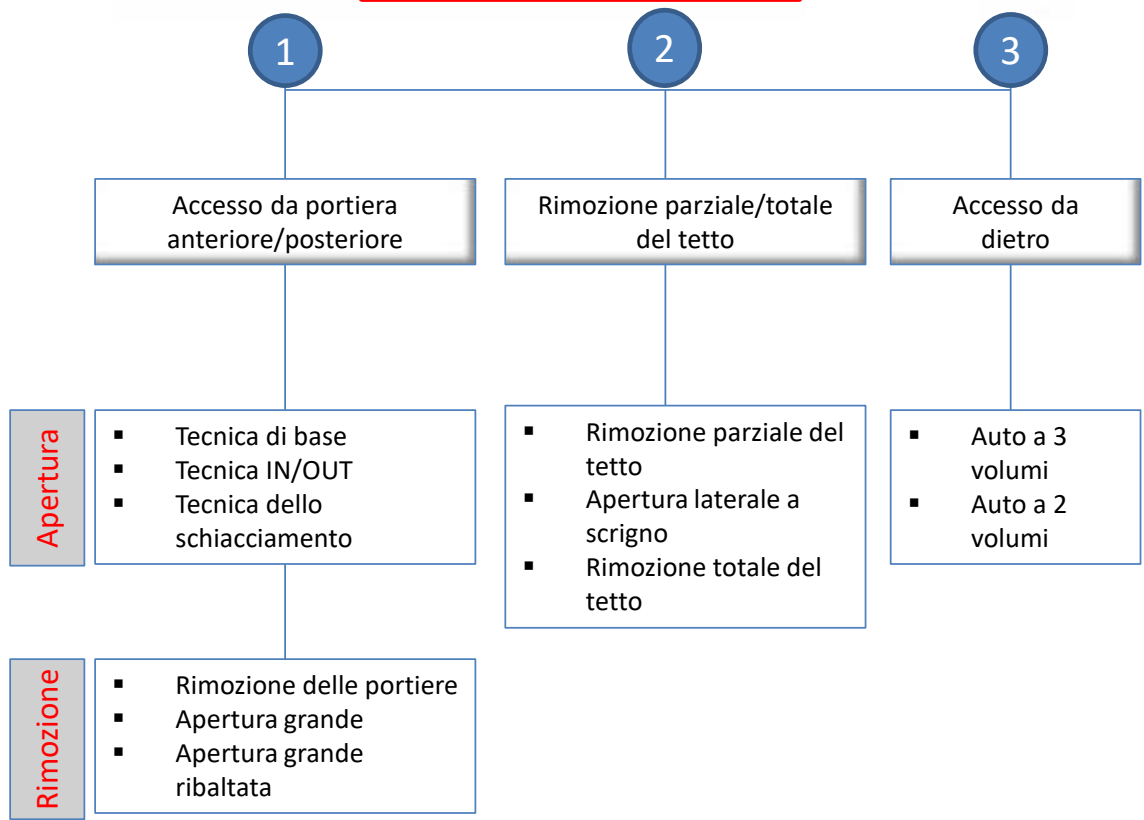 1
2
3
Accesso da portiera
anteriore/posteriore
Rimozione parziale/totale
del tetto
Accesso da
dietro
Apertura
▪ Tecnica di base
▪ Tecnica IN/OUT
▪ Tecnica dello
schiacciamento
▪ Rimozione parziale del
tetto
▪ Apertura laterale a
scrigno
▪ Rimozione totale del
tetto
▪ Auto a 3
volumi
▪ Auto a 2
volumi
Rimozione
▪ Rimozione delle portiere
▪ Apertura grande
▪ Apertura grande
ribaltata